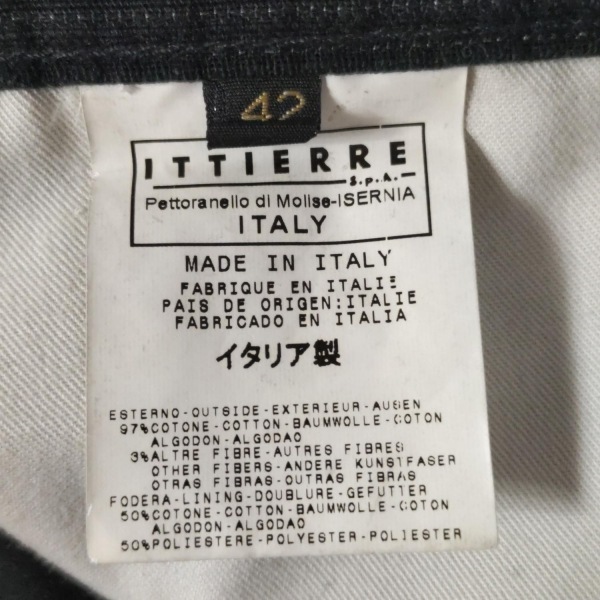 42
ITTIERRE
S.p.A.
Pettoranello di Molise-ISERNIA
ITALY
MADE IN ITALY
FABRIQUE EN ITALIE
PAIS DE ORIGEN:ITALIE
FABRICADO EN ITALIA
イタリア製
ESTERNO-OUTSIDE-EXTERIEUR-AUSEN
97%COTONE-COTTON-BAUMWOLLE-COTON
ALGODON-ALGODAO
3%ALTRE FIBRE-AUTRES FIBRES
OTHER FIBERS-ANDERE KUNSTFASER
OTRAS FIBRAS-OUTRAS FIBRAS
FODERA-LINING-DOUBLURE-GEFUTTER
50%COTONE-COTTON-BAUMWOLLE-COTON
ALGODON-ALGODAO
50%POLIESTERE-POLYESTER-POLIESTER